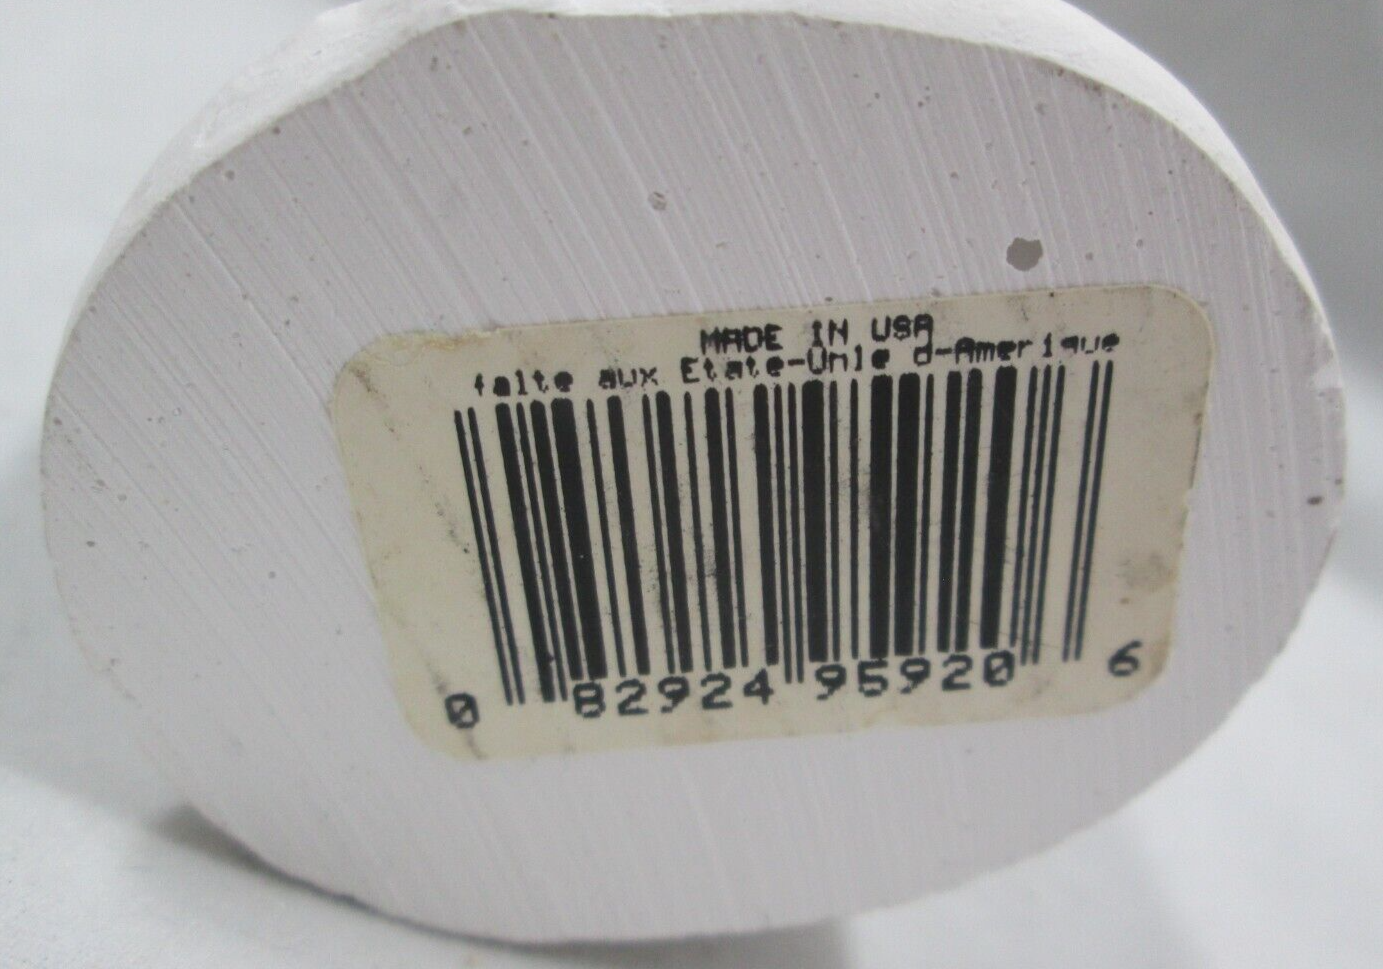 MADE IN USA
falte aux Etate-Unle d-Amerique
0 82924 95920 6